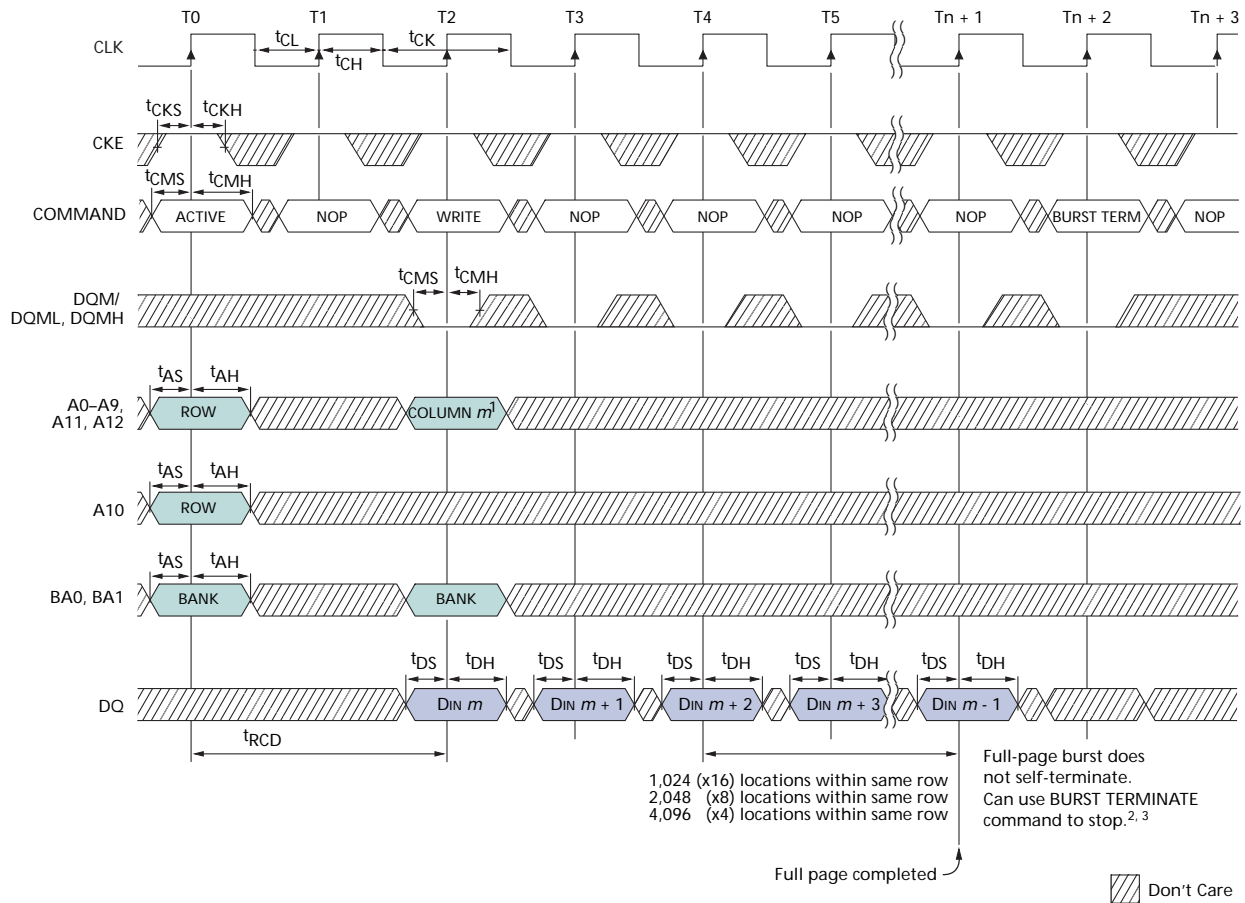 T0 T1 T2 T3 T4 T5 Tn + 1 Tn + 2 Tn + 3
CLK
tCL tCK
tCH
tCKS tCKH
CKE
tCMS tCMH
COMMAND ACTIVE NOP WRITE NOP NOP NOP NOP BURST TERM NOP
tCMS tCMH
DQM/
DQML, DQMH
tAS tAH
A0–A9,
A11, A12
ROW COLUMN m1
tAS tAH
A10 ROW
tAS tAH
BA0, BA1 BANK BANK
tDS tDH tDS tDH tDS tDH tDS tDH tDS tDH
DQ DIN m DIN m + 1 DIN m + 2 DIN m + 3 DIN m - 1
tRCD
1,024 (x16) locations within same row
2,048 (x8) locations within same row
4,096 (x4) locations within same row
Full-page burst does
not self-terminate.
Can use BURST TERMINATE
command to stop.2, 3
Full page completed
Don't Care